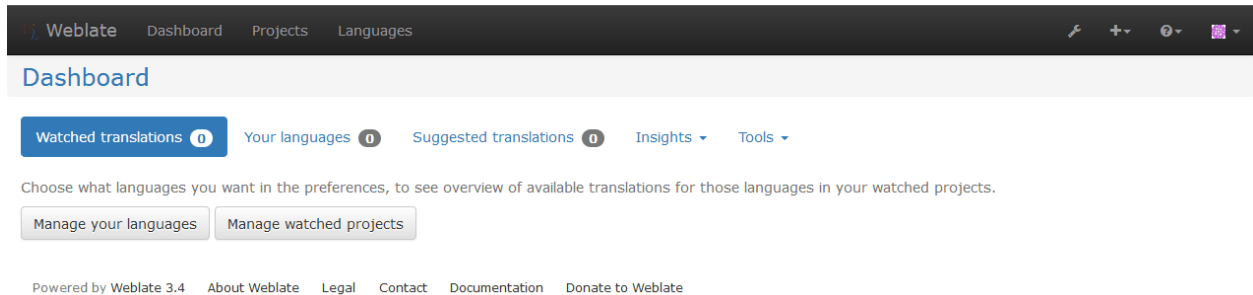 Weblate Dashboard Projects Languages
Dashboard
Watched translations 0 Your languages 0 Suggested translations 0 Insights Tools
Choose what languages you want in the preferences, to see overview of available translations for those languages in your watched projects.
Manage your languages Manage watched projects
Powered by Weblate 3.4 About Weblate Legal Contact Documentation Donate to Weblate